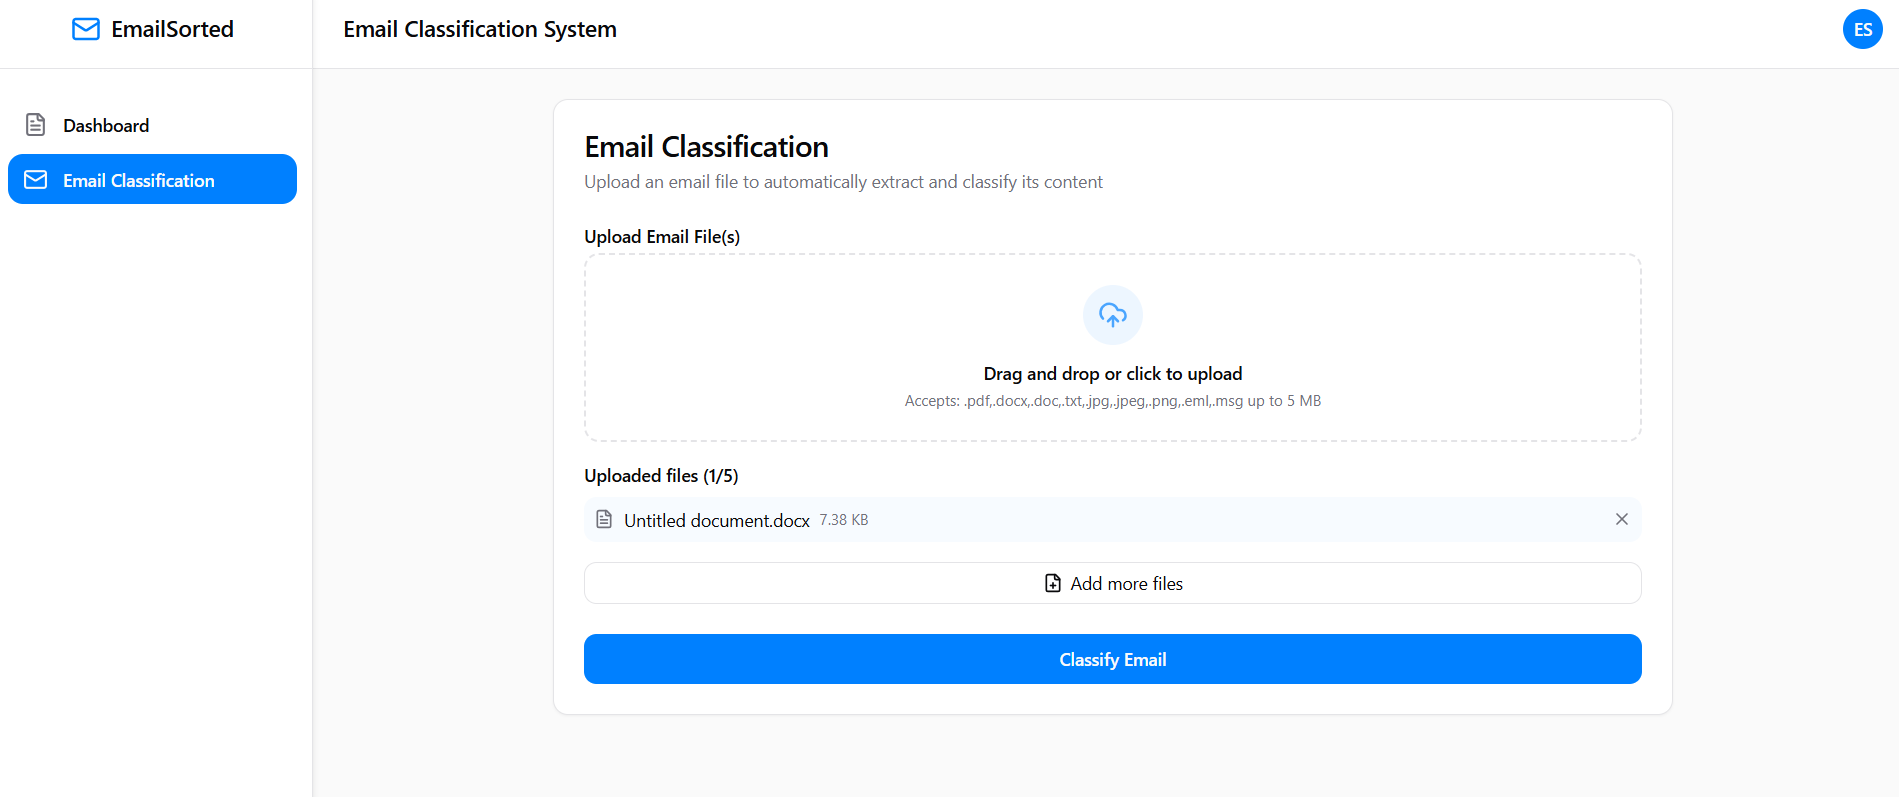 EmailSorted
Email Classification System
ES
Dashboard
Email Classification
Email Classification
Upload an email file to automatically extract and classify its content
Upload Email File(s)
Drag and drop or click to upload
Accepts: .pdf,.docx,.doc,.txt,.jpg,.jpeg,.png,.eml,.msg up to 5 MB
Uploaded files (1/5)
Untitled document.docx 7.38 KB
Add more files
Classify Email